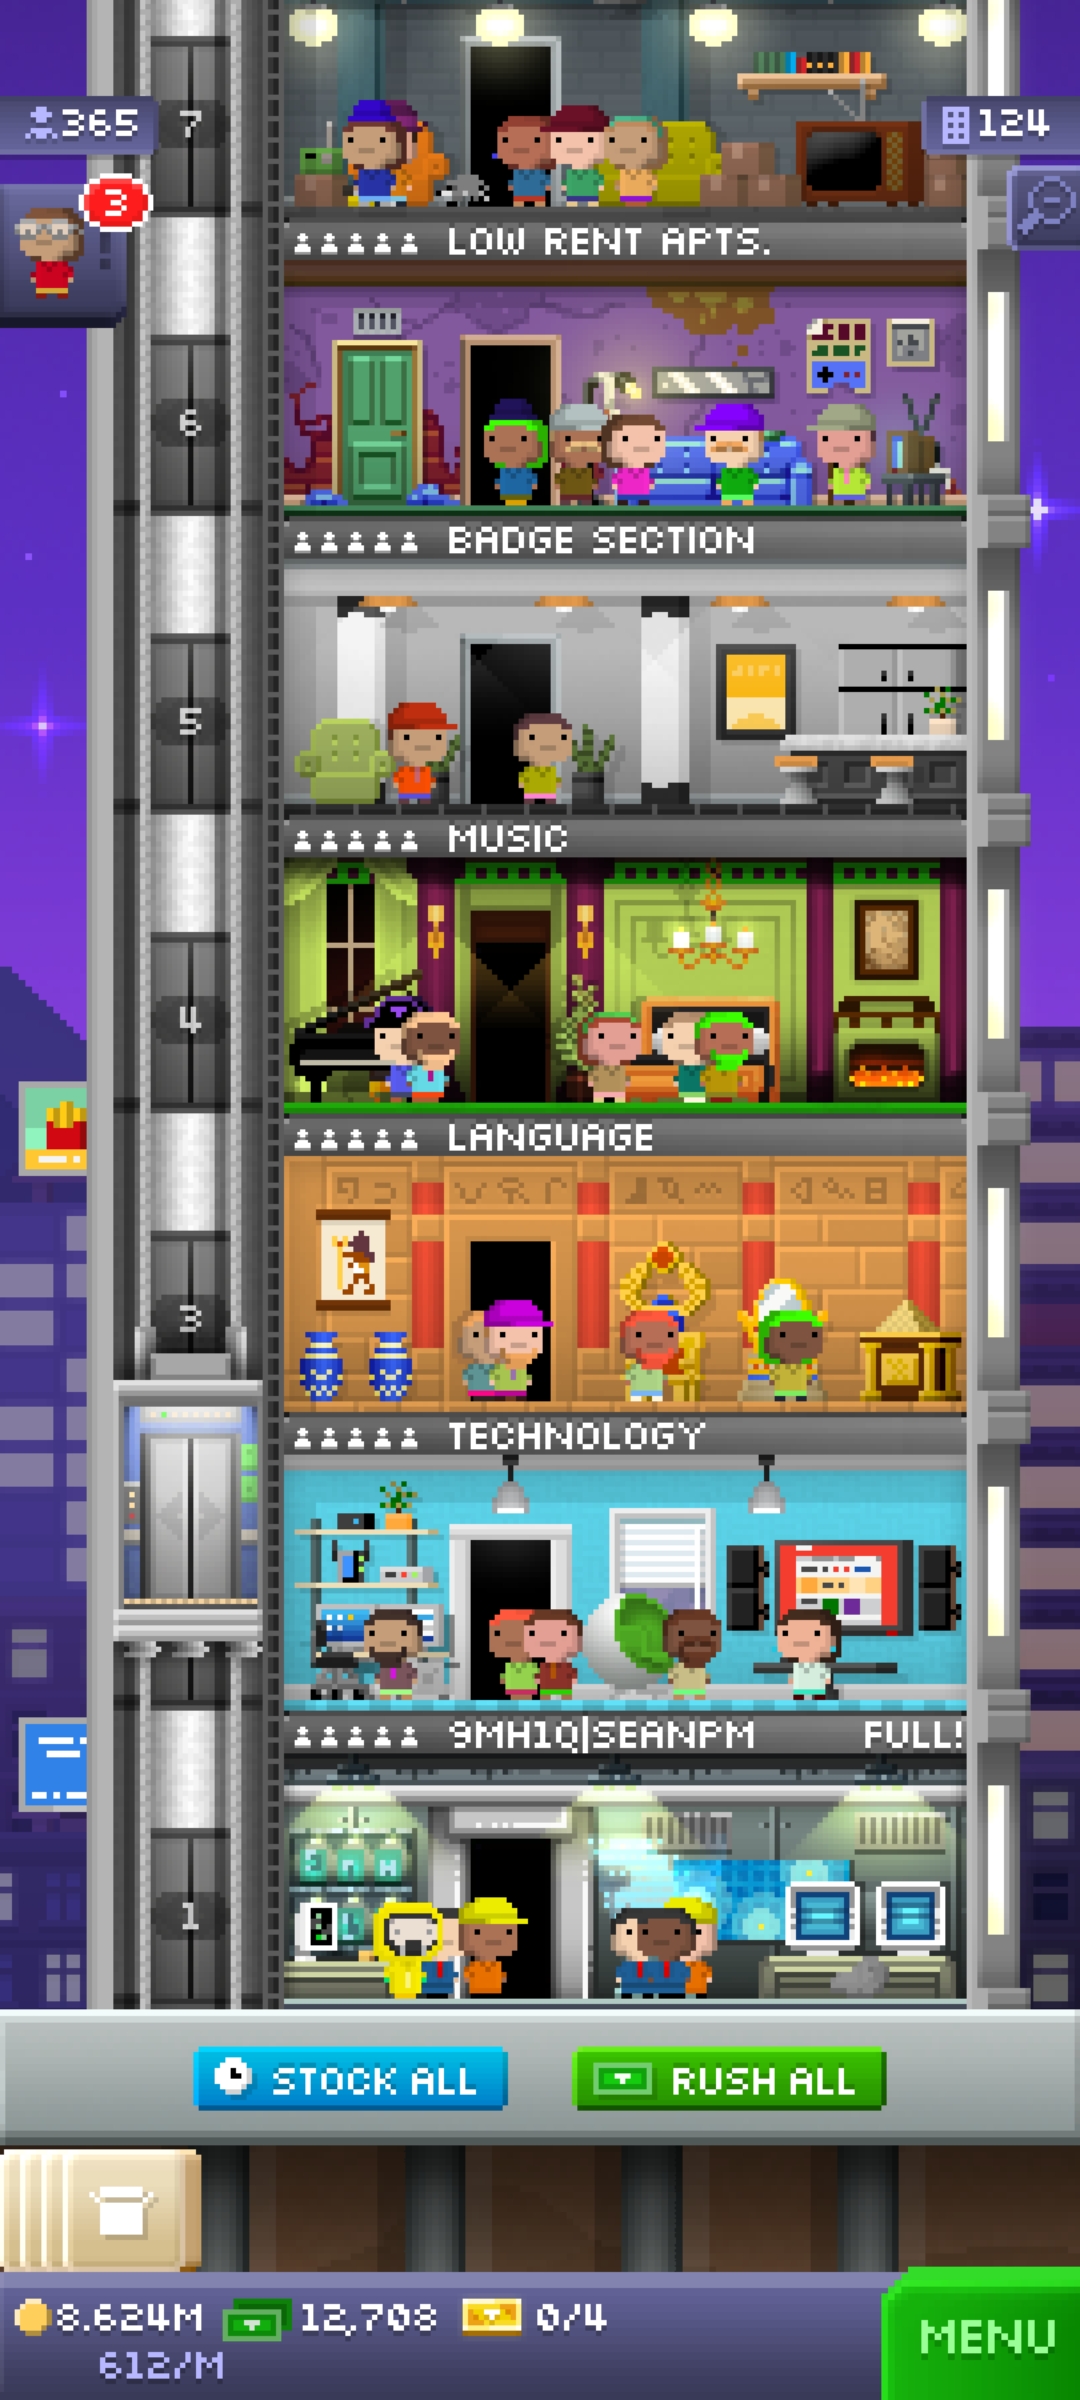 7
365
124
3
LOW RENT APTS.
6
BADGE SECTION
5
MUSIC
4
LANGUAGE
3
TECHNOLOGY
9MH1Q|SEANPM FULL!
1
STOCK ALL
RUSH ALL
8.624M 12,708 0/4
612/M
MENU